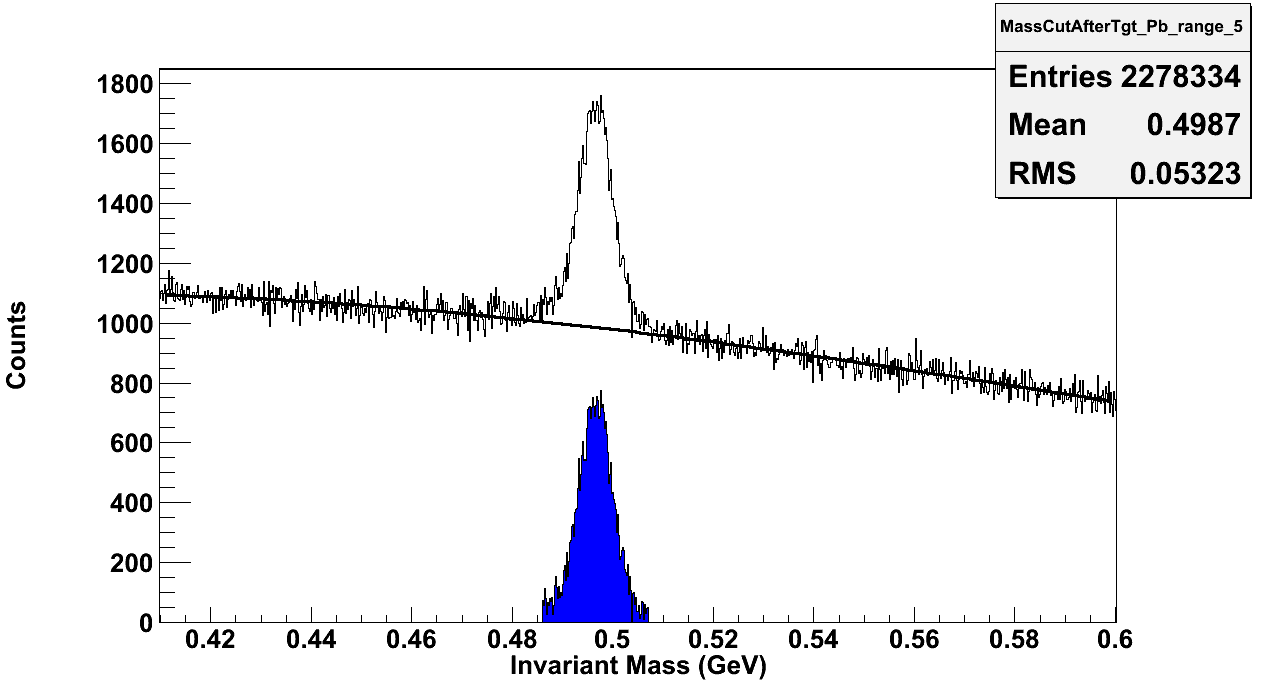 MassCutAfterTgt_Pb_range_5
Entries 2278334
Mean 0.4987
RMS 0.05323
1800
1600
1400
1200
1000
800
600
400
200
0
Counts
0.42 0.44 0.46 0.48 0.5 0.52 0.54 0.56 0.58 0.6
Invariant Mass (GeV)